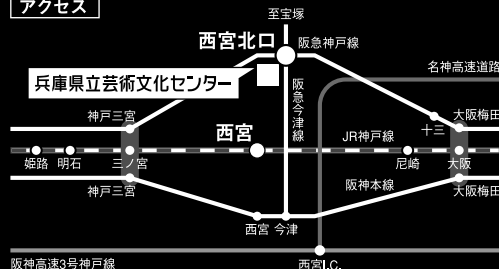 アクセス
至宝塚
西宮北口
阪急神戸線
兵庫県立芸術文化センター
名神高速道路
阪急今津線
神戸三宮
十三
大阪梅田
西宮
JR神戸線
姫路
明石
三ノ宮
尼崎
大阪
神戸三宮
阪神本線
大阪梅田
西宮
今津
阪神高速3号神戸線
西宮I.C.